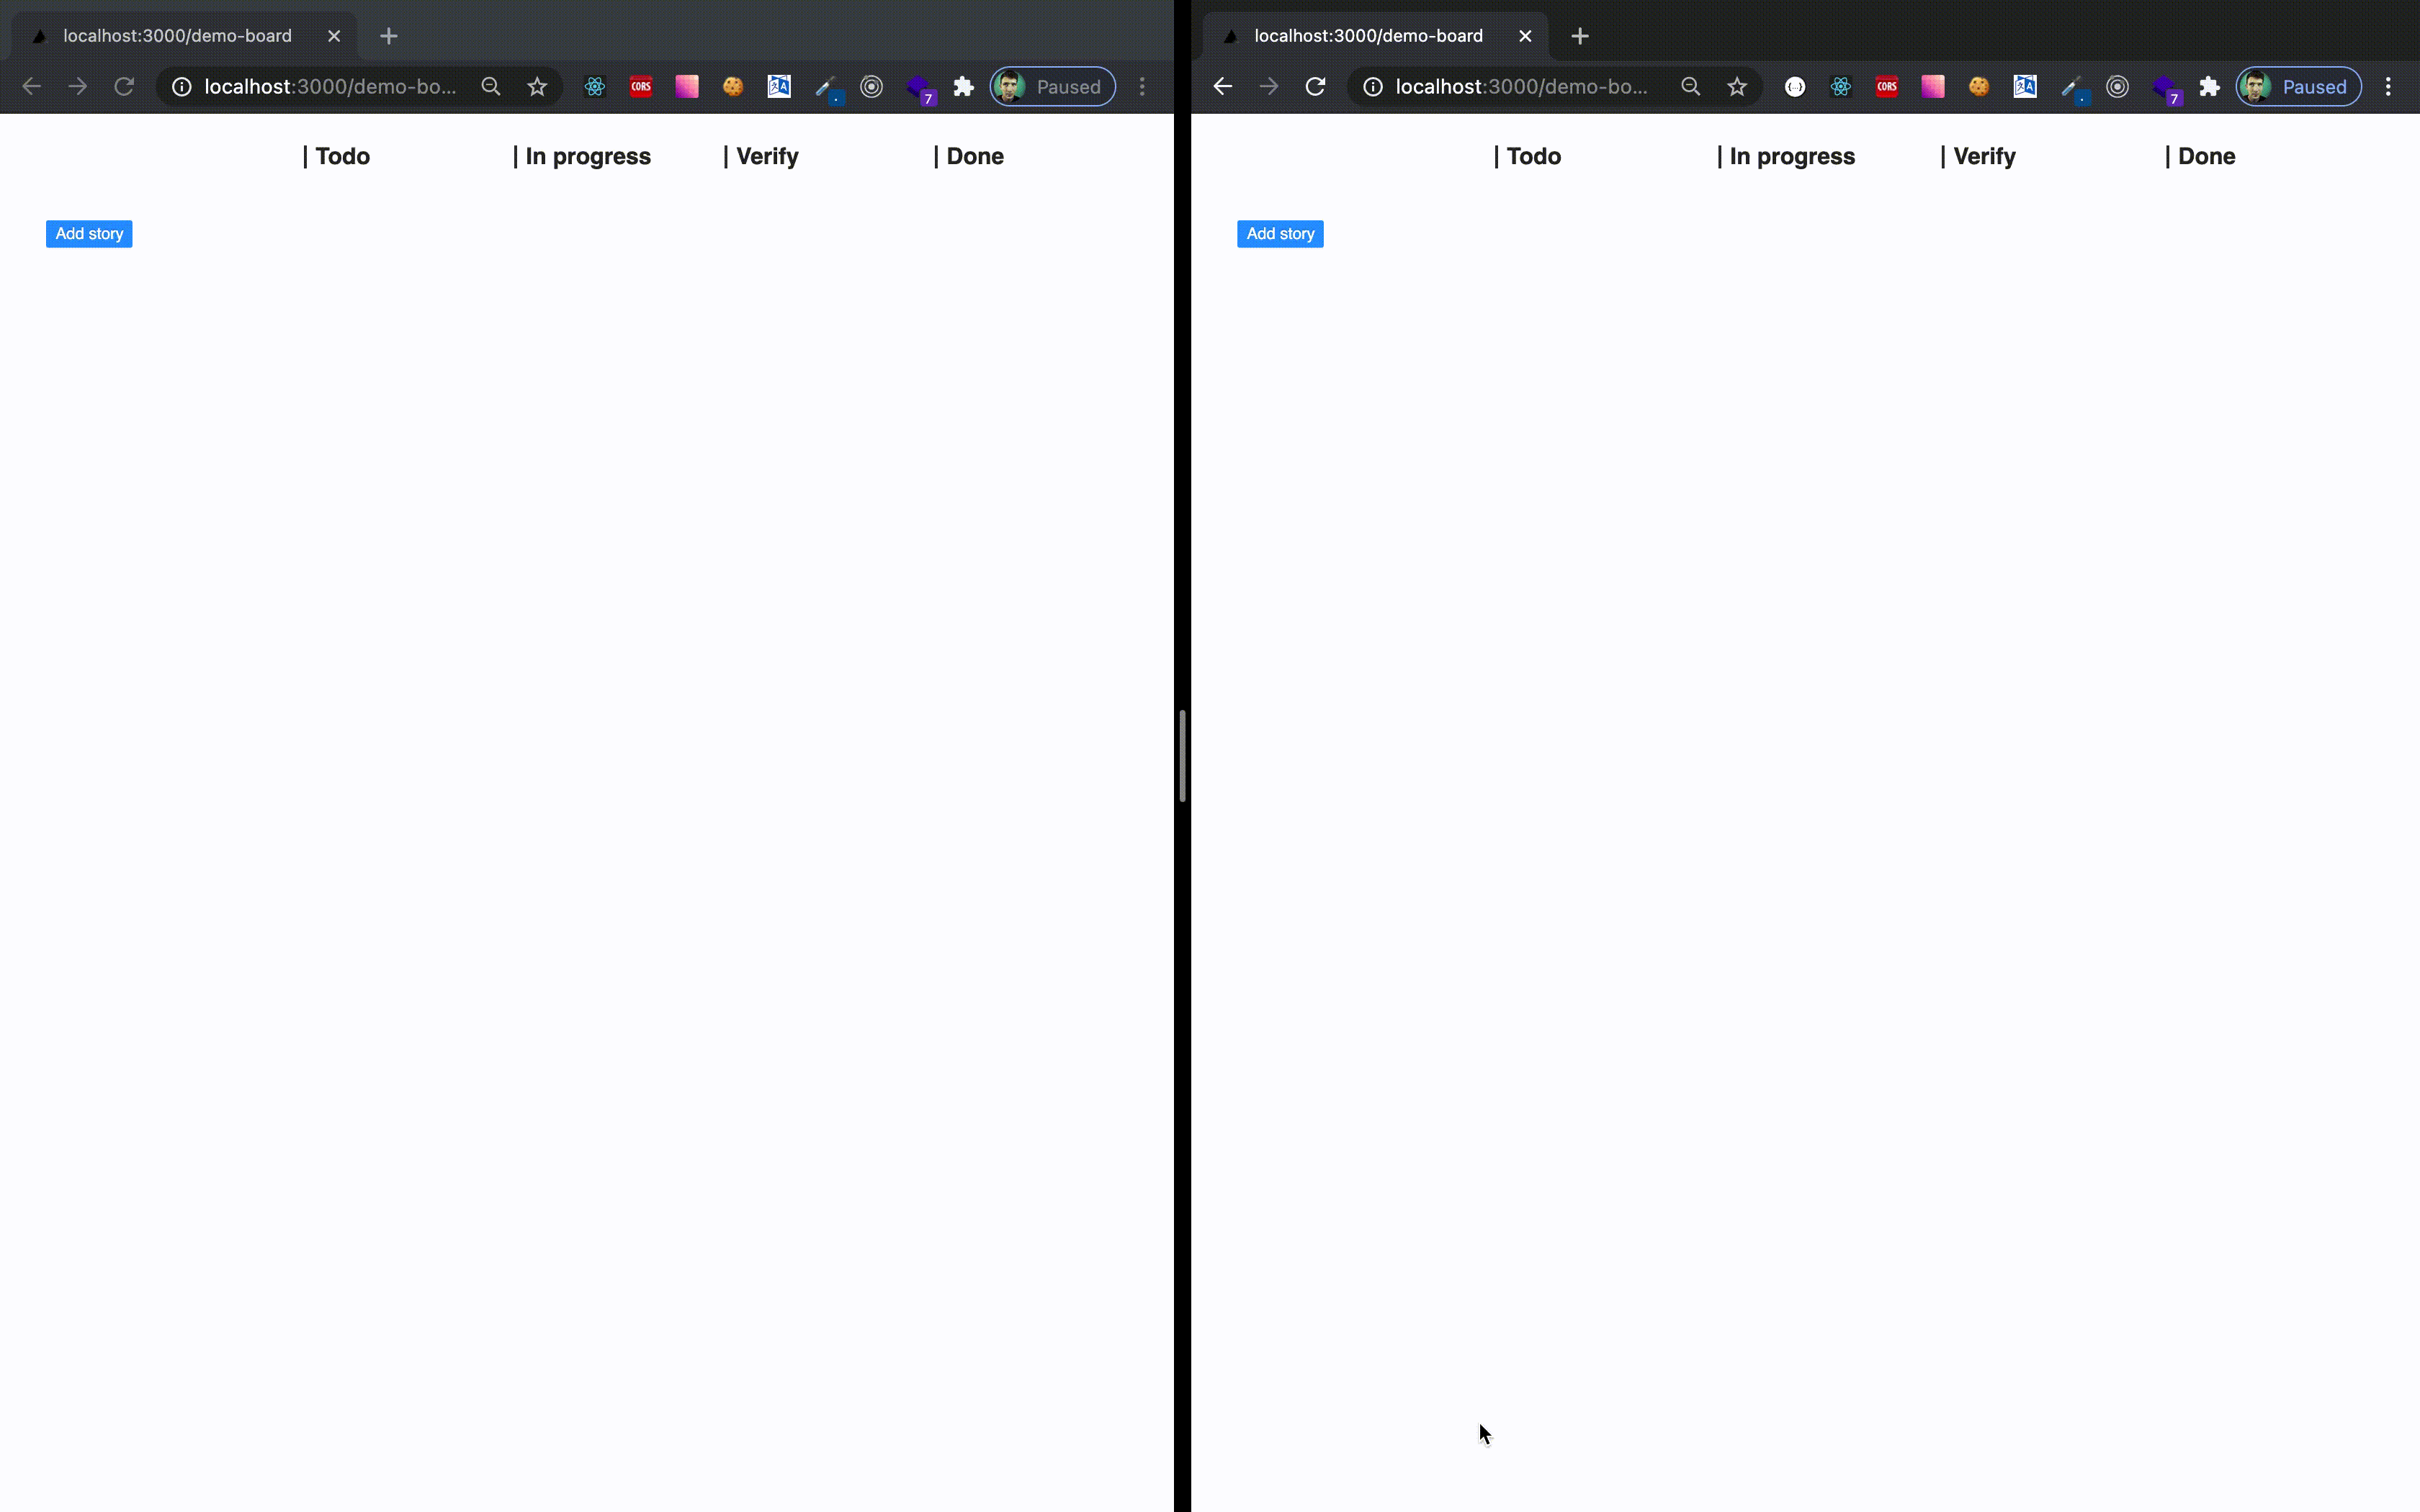 localhost:3000/demo-board
localhost:3000/demo-bo...
CORS
7
Paused
| Todo | In progress | Verify | Done
Add story
localhost:3000/demo-board
localhost:3000/demo-bo...
CORS
7
Paused
| Todo | In progress | Verify | Done
Add story